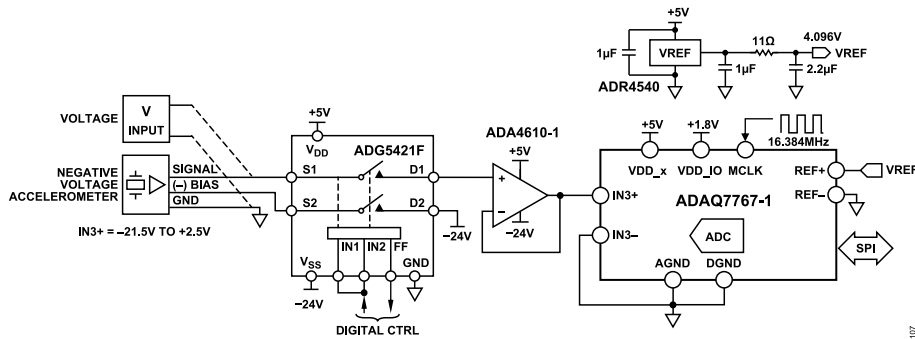 +5V
1µF
VREF
ADR4540
11Ω
4.096V
VREF
1µF
2.2µF
VOLTAGE
V
INPUT
NEGATIVE
VOLTAGE
ACCELEROMETER
SIGNAL
(–) BIAS
GND
IN3+ = –21.5V TO +2.5V
+5V
VDD
ADG5421F
S1
D1
S2
D2
–24V
IN1
IN2
FF
VSS
GND
–24V
DIGITAL CTRL
ADA4610-1
+5V
+
–
–24V
+5V
+1.8V
16.384MHz
VDD_x
VDD_IO
MCLK
REF+
VREF
REF–
IN3+
ADAQ7767-1
IN3–
ADC
SPI
AGND
DGND
107